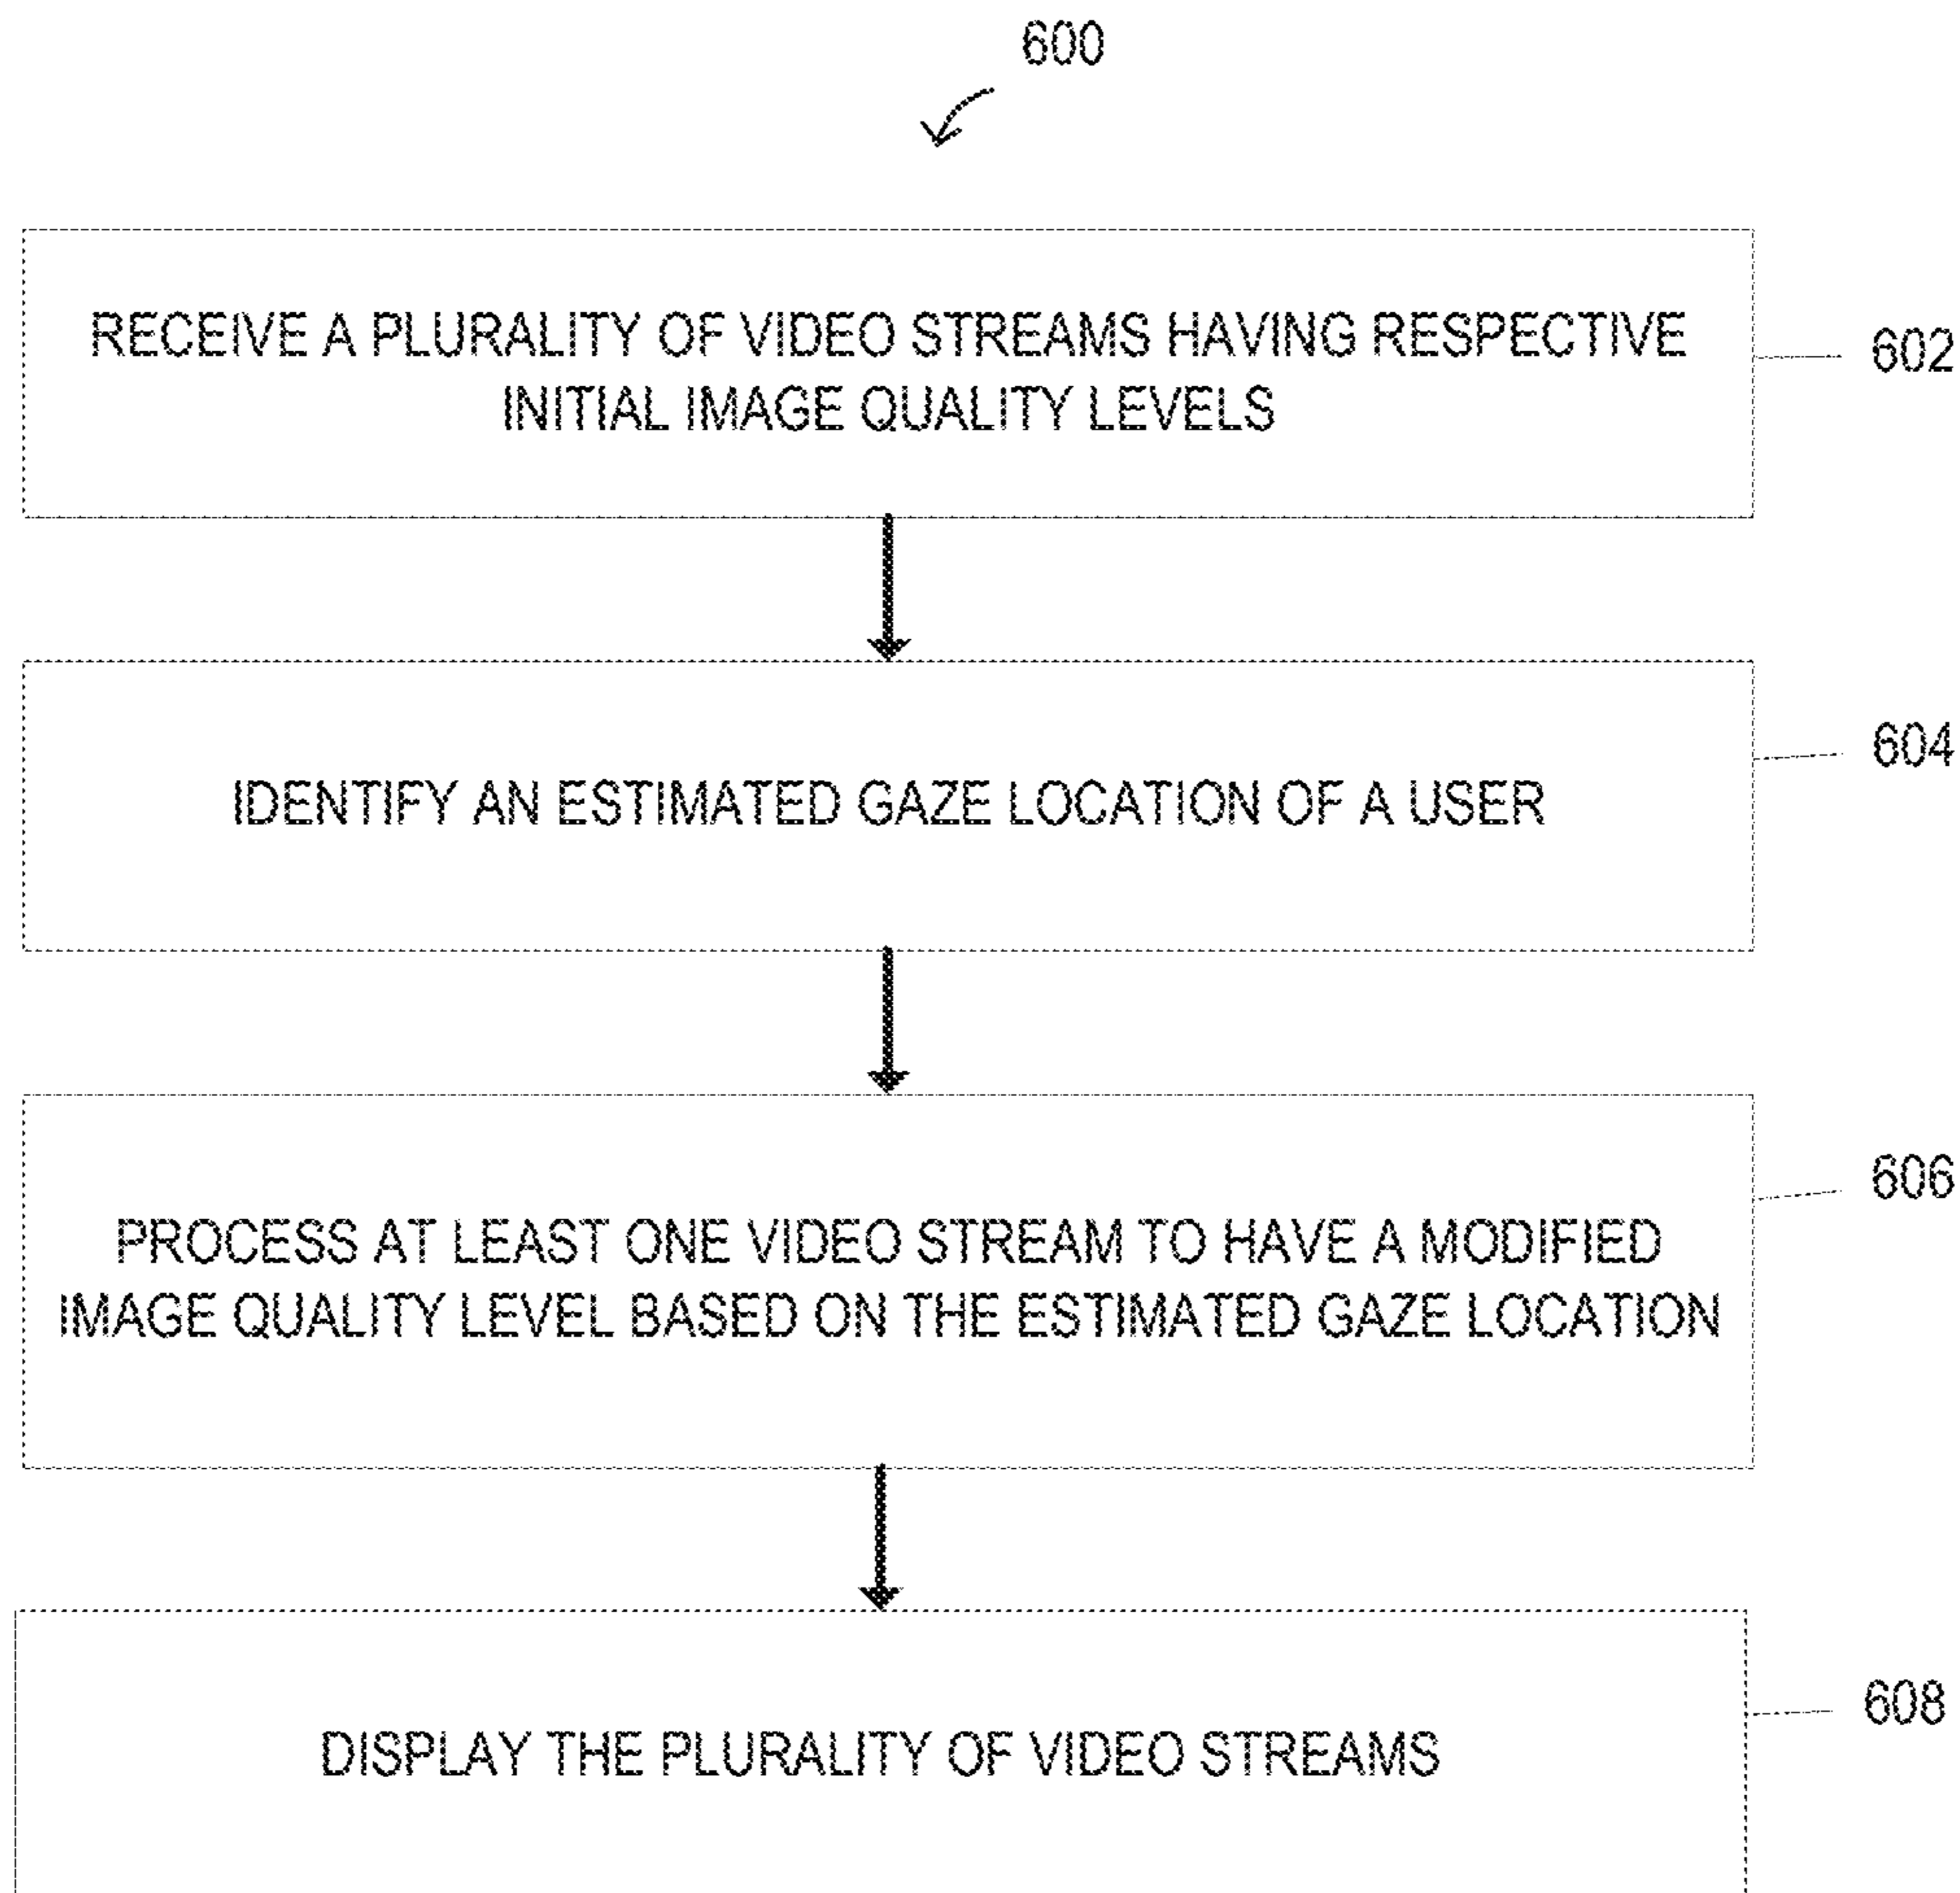 600
RECEIVE A PLURALITY OF VIDEO STREAMS HAVING RESPECTIVE
INITIAL IMAGE QUALITY LEVELS
602
IDENTIFY AN ESTIMATED GAZE LOCATION OF A USER
604
PROCESS AT LEAST ONE VIDEO STREAM TO HAVE A MODIFIED
IMAGE QUALITY LEVEL BASED ON THE ESTIMATED GAZE LOCATION
606
DISPLAY THE PLURALITY OF VIDEO STREAMS
608